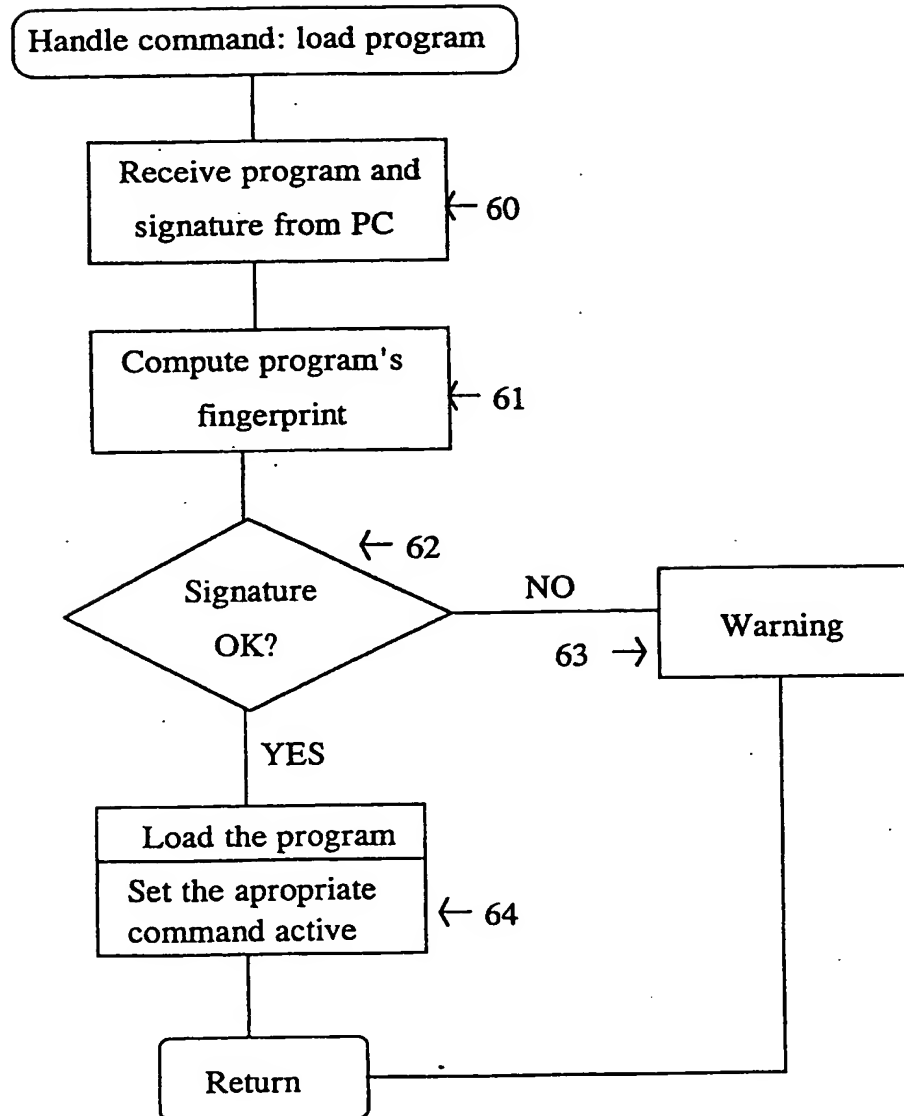 Handle command: load program
Receive program and
signature from PC
← 60
Compute program's
fingerprint
← 61
← 62
Signature
OK?
NO
63 →
Warning
YES
Load the program
Set the apropriate
command active
← 64
Return